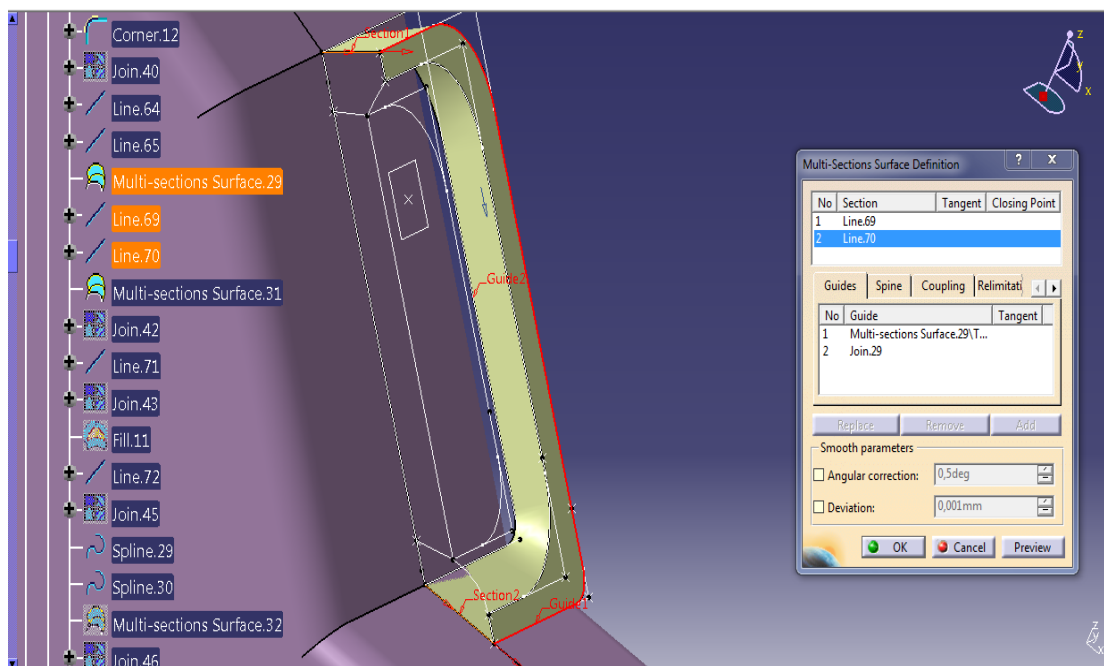 Corner.12
Join.40
Line.64
Line.65
Multi-sections Surface.29
Line.69
Line.70
Multi-sections Surface.31
Join.42
Line.71
Join.43
Fill.11
Line.72
Join.45
Spline.29
Spline.30
Multi-sections Surface.32
Join.46
Section1
Guide2
Section2
Guide1
z
y
x
Multi-Sections Surface Definition ? X
No Section Tangent Closing Point
1 Line.69
2 Line.70
Guides Spine Coupling Relimitati
No Guide Tangent
1 Multi-sections Surface.29\T...
2 Join.29
Replace Remove Add
Smooth parameters
Angular correction: 0,5deg
Deviation: 0,001mm
OK Cancel Preview
z
y
x